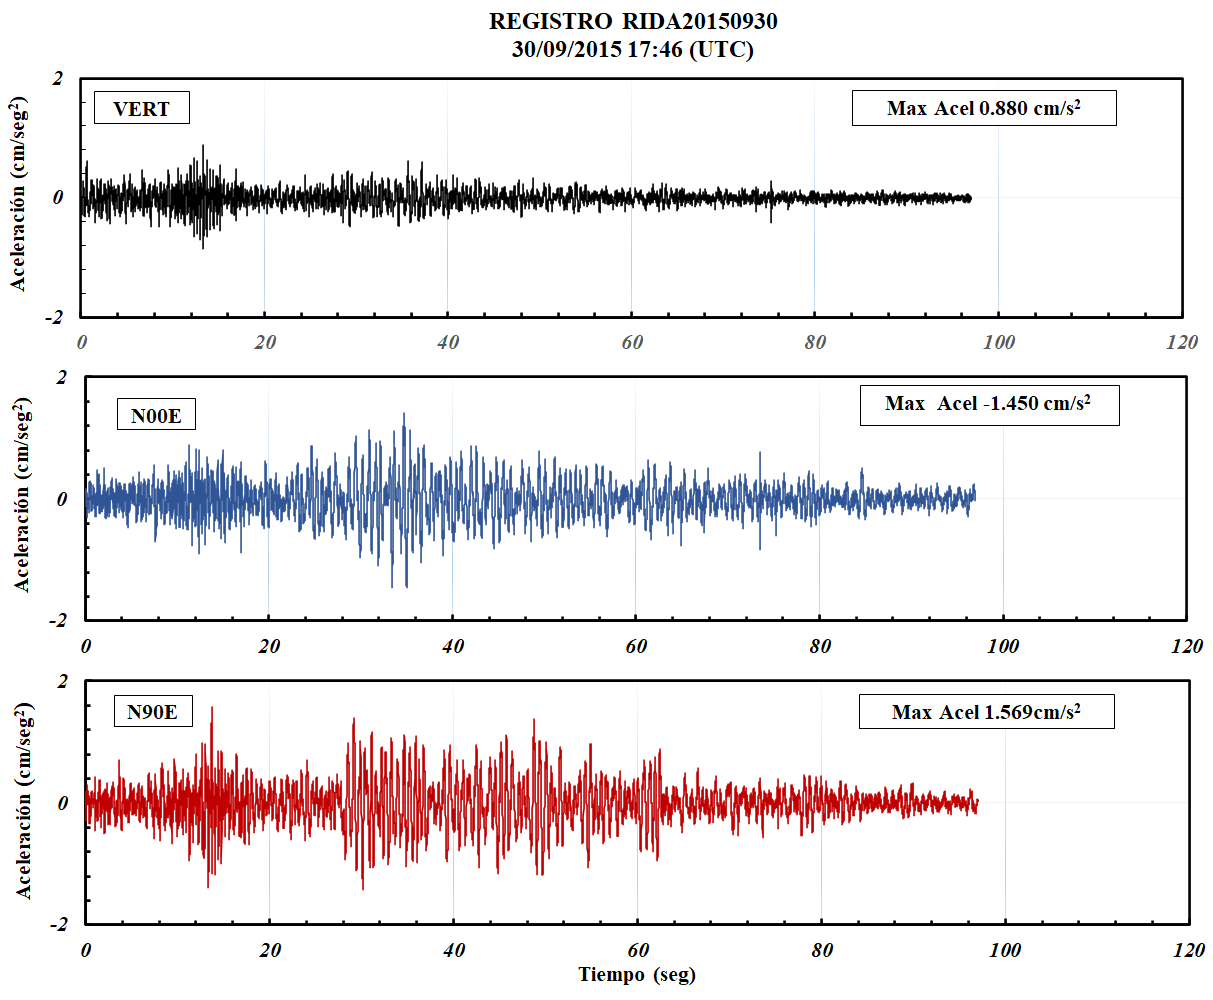 REGISTRO RIDA20150930
30/09/2015 17:46 (UTC)
Aceleración (cm/seg²)
2
0
-2
VERT
Max Acel 0.880 cm/s²
0 20 40 60 80 100 120
Aceleración (cm/seg²)
2
0
-2
N00E
Max Acel -1.450 cm/s²
0 20 40 60 80 100 120
Aceleración (cm/seg²)
2
0
-2
N90E
Max Acel 1.569cm/s²
0 20 40 60 80 100 120
Tiempo (seg)